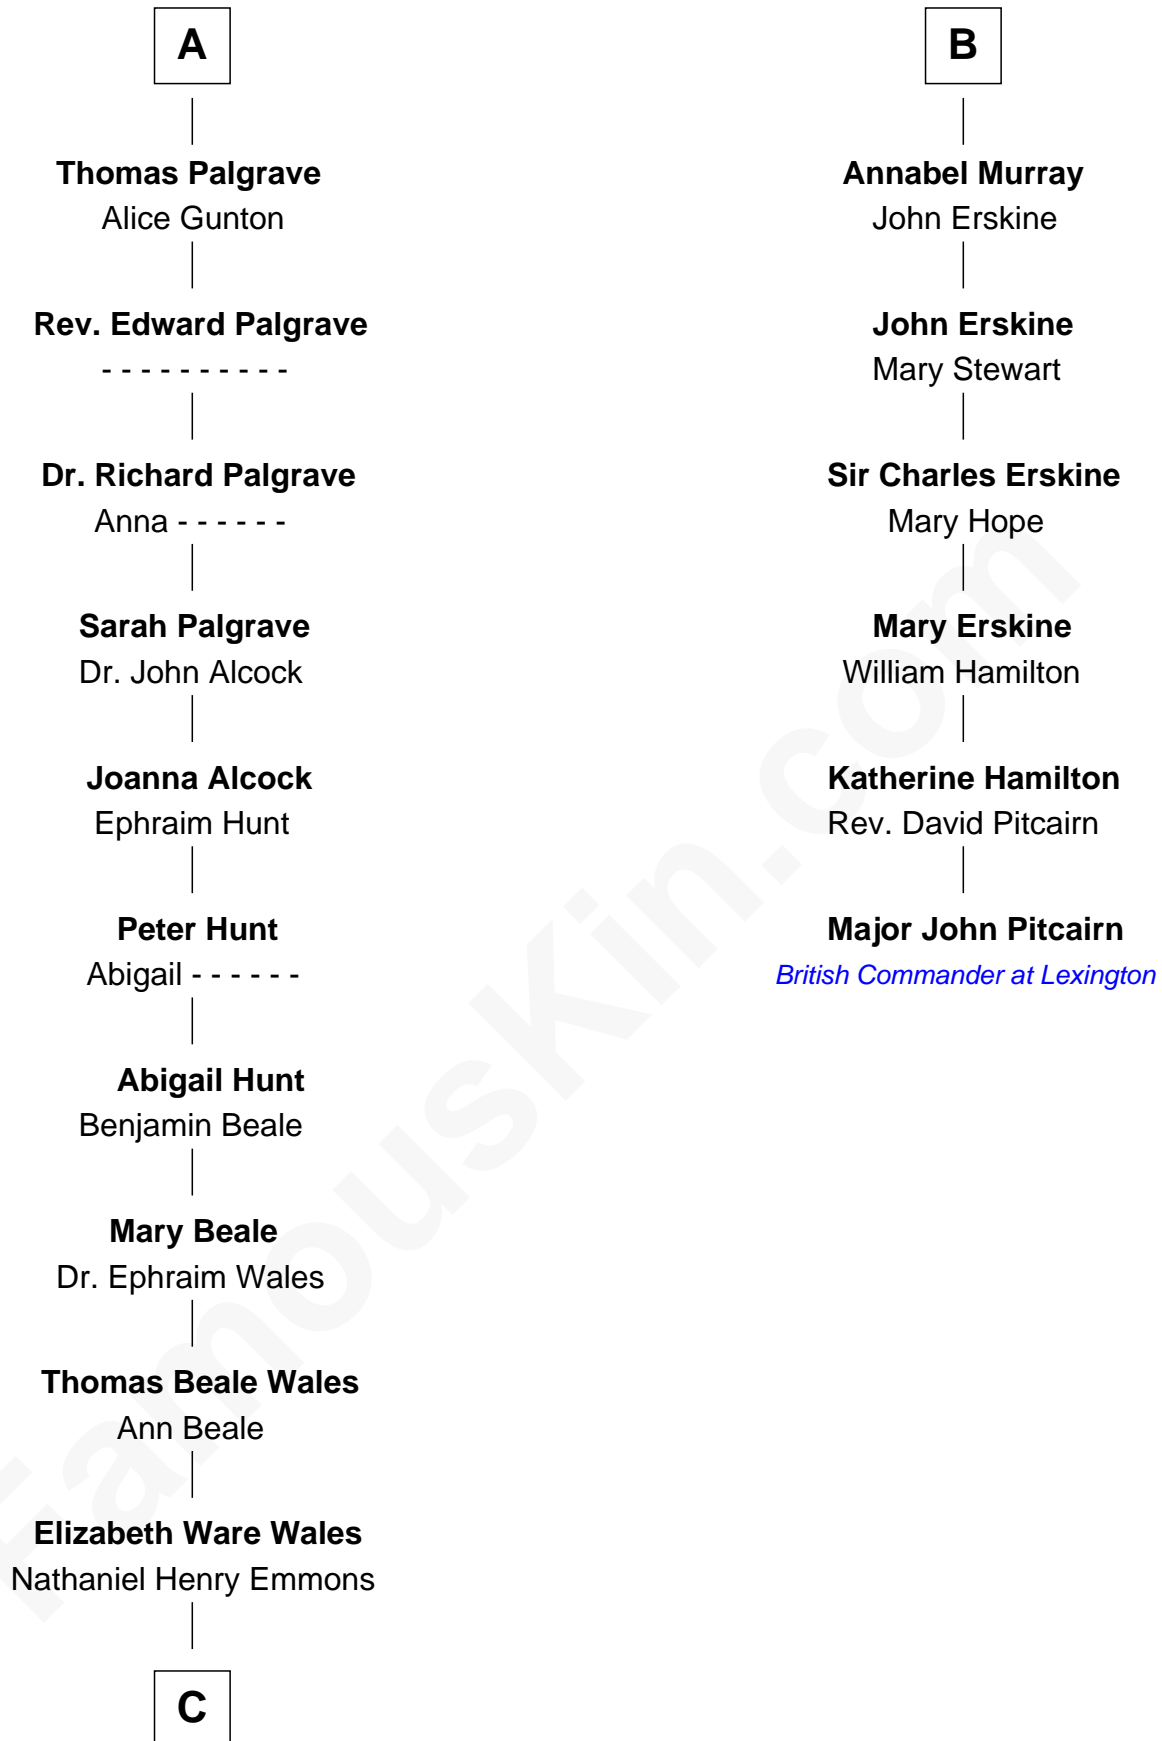 A
Thomas Palgrave
Alice Gunton
Rev. Edward Palgrave
- - - - - - - - - -
Dr. Richard Palgrave
Anna - - - - - -
Sarah Palgrave
Dr. John Alcock
Joanna Alcock
Ephraim Hunt
Peter Hunt
Abigail - - - - - -
Abigail Hunt
Benjamin Beale
Mary Beale
Dr. Ephraim Wales
Thomas Beale Wales
Ann Beale
Elizabeth Ware Wales
Nathaniel Henry Emmons
C
B
Annabel Murray
John Erskine
John Erskine
Mary Stewart
Sir Charles Erskine
Mary Hope
Mary Erskine
William Hamilton
Katherine Hamilton
Rev. David Pitcairn
Major John Pitcairn
British Commander at Lexington
FamousKin.com